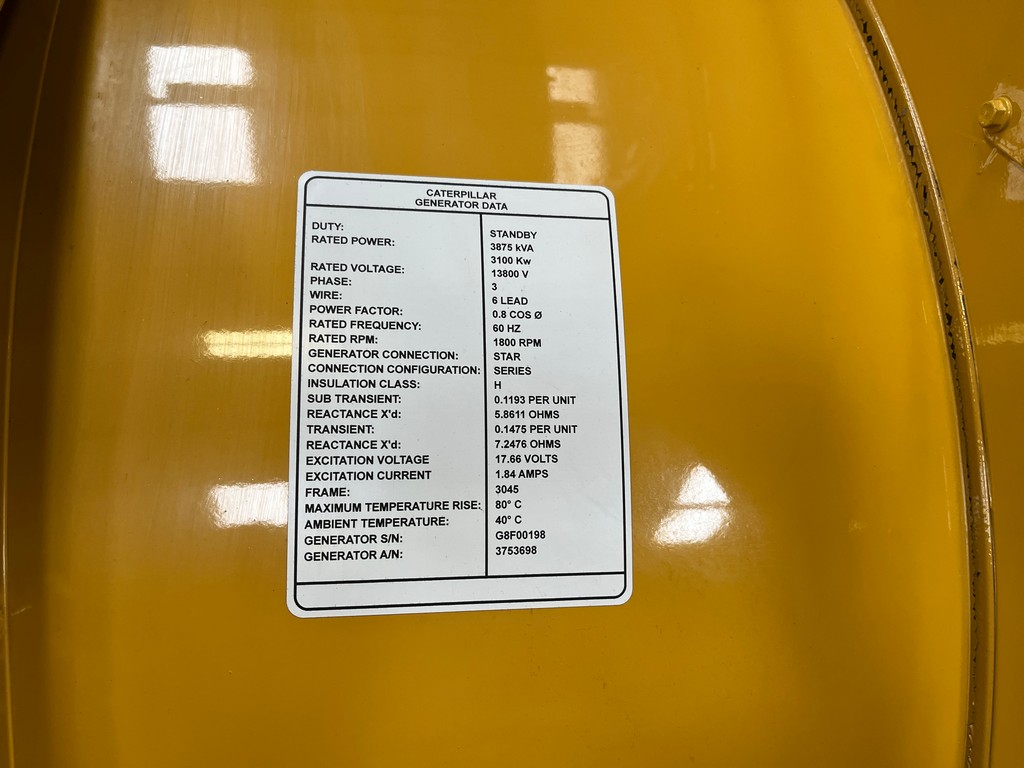 CATERPILLAR
GENERATOR DATA
DUTY: STANDBY
RATED POWER: 3875 kVA
3100 Kw
RATED VOLTAGE: 13800 V
PHASE: 3
WIRE: 6 LEAD
POWER FACTOR: 0.8 COS Ø
RATED FREQUENCY: 60 HZ
RATED RPM: 1800 RPM
GENERATOR CONNECTION: STAR
CONNECTION CONFIGURATION: SERIES
INSULATION CLASS: H
SUB TRANSIENT: 0.1193 PER UNIT
REACTANCE X'd: 5.8611 OHMS
TRANSIENT: 0.1475 PER UNIT
REACTANCE X'd: 7.2476 OHMS
EXCITATION VOLTAGE 17.66 VOLTS
EXCITATION CURRENT 1.84 AMPS
FRAME: 3045
MAXIMUM TEMPERATURE RISE: 80° C
AMBIENT TEMPERATURE: 40° C
GENERATOR S/N: G8F00198
GENERATOR A/N: 3753698